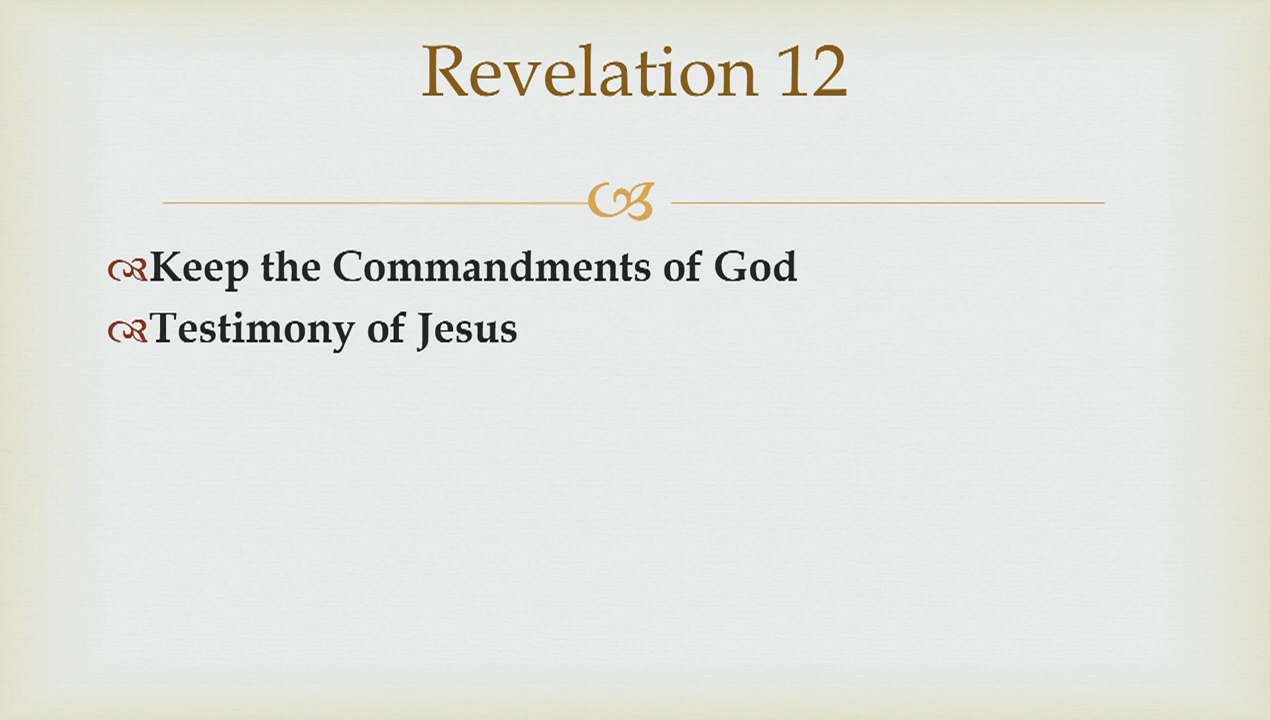 Revelation 12
Keep the Commandments of God
Testimony of Jesus